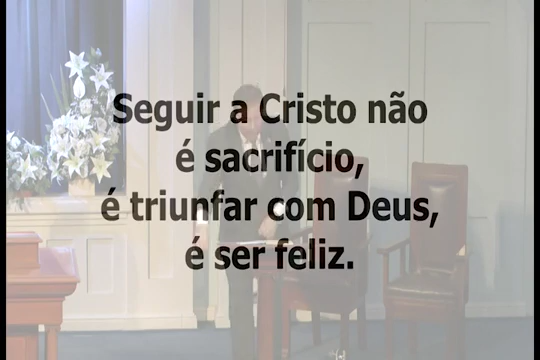 Seguir a Cristo não
é sacrifício,
é triunfar com Deus,
é ser feliz.